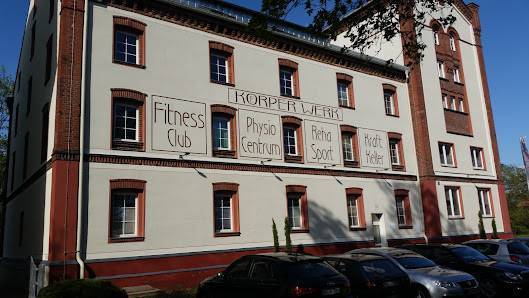 KÖRPER WERK
Fitness
Club
Physio
Centrum
Reha
Sport
Kraft
Keller